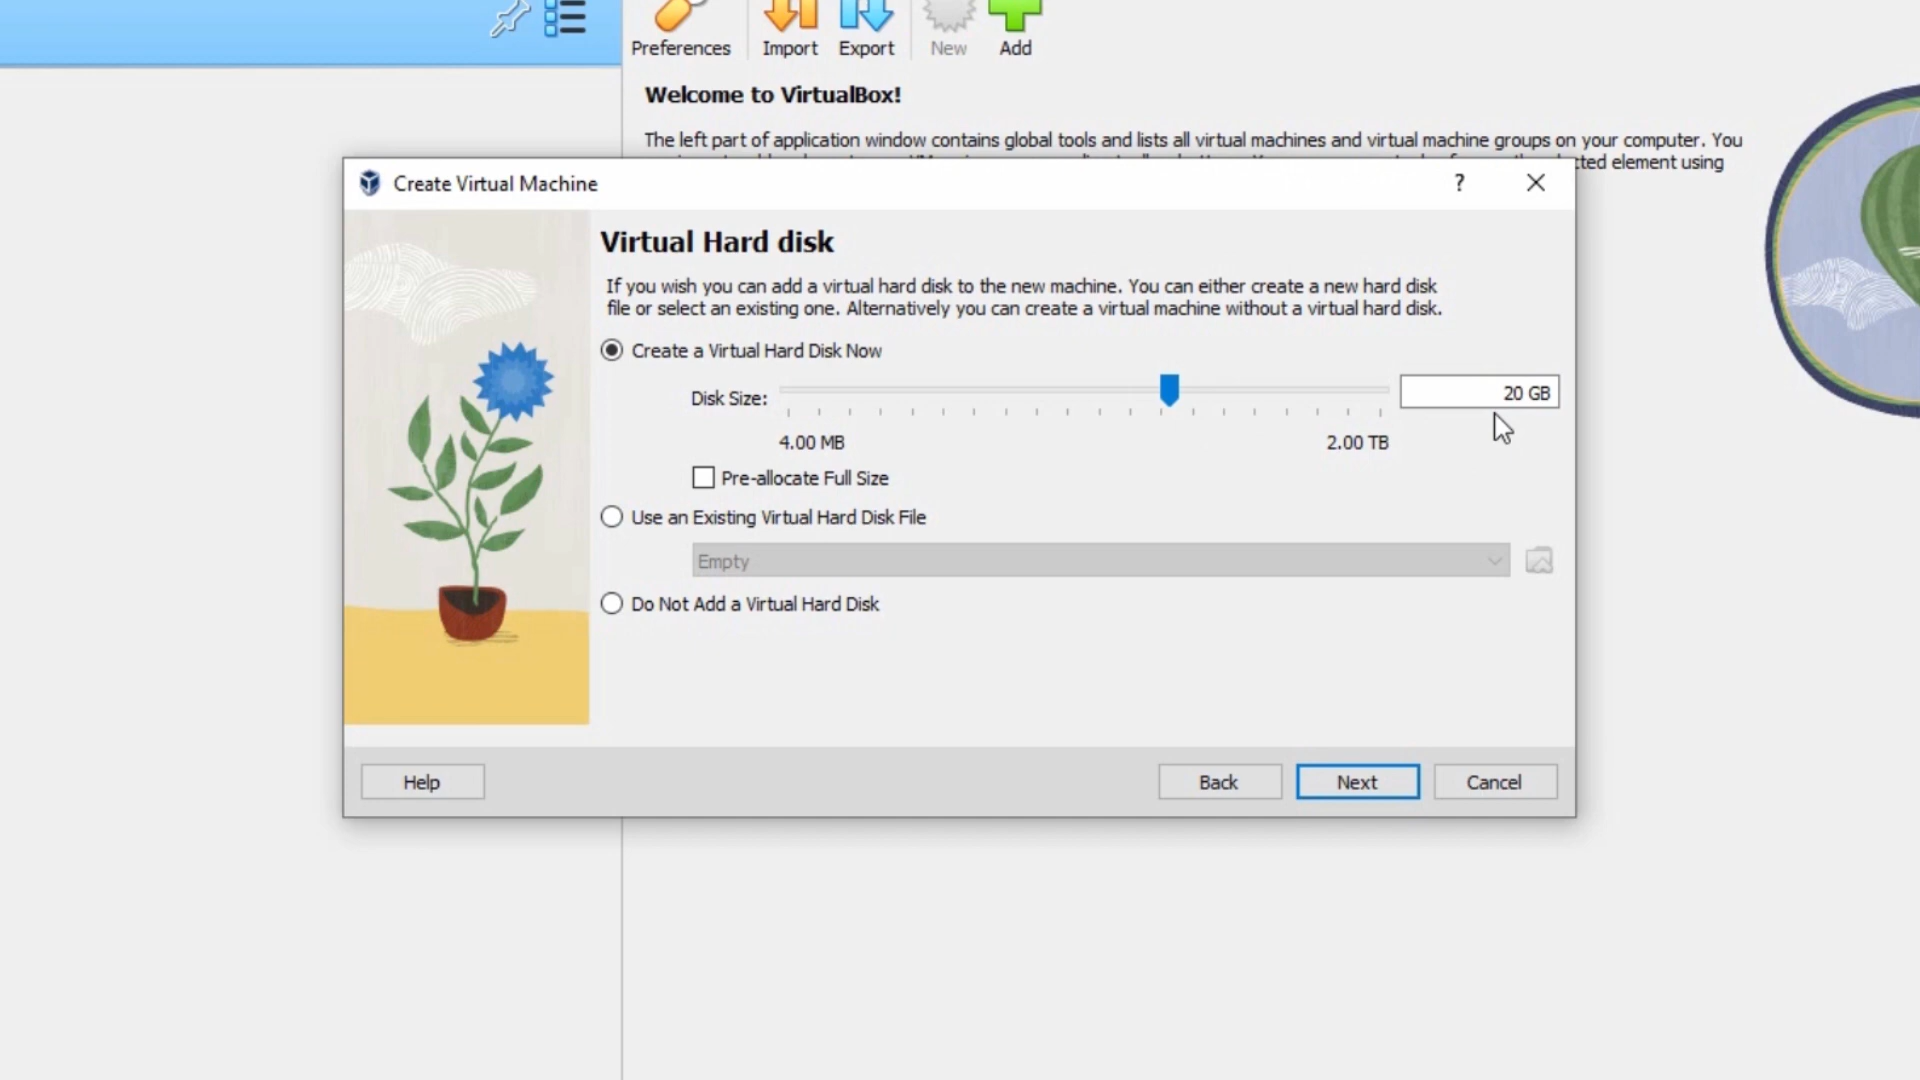 Preferences Import Export New Add
Welcome to VirtualBox!
The left part of application window contains global tools and lists all virtual machines and virtual machine groups on your computer. You
element using
Create Virtual Machine ?
Virtual Hard disk
If you wish you can add a virtual hard disk to the new machine. You can either create a new hard disk
file or select an existing one. Alternatively you can create a virtual machine without a virtual hard disk.
Create a Virtual Hard Disk Now
Disk Size: 20 GB
4.00 MB 2.00 TB
Pre-allocate Full Size
Use an Existing Virtual Hard Disk File
Empty
Do Not Add a Virtual Hard Disk
Help Back Next Cancel